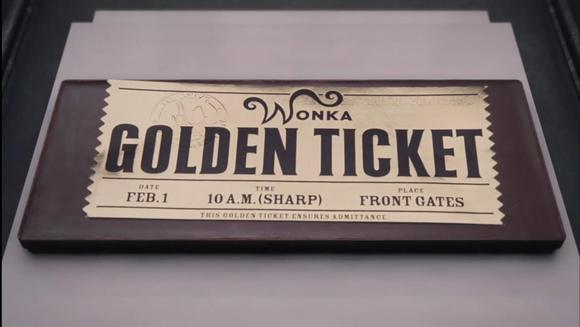 WONKA
GOLDEN TICKET
DATE
FEB.1
TIME
10 A.M.(SHARP)
PLACE
FRONT GATES
THIS GOLDEN TICKET ENSURES ADMITTANCE